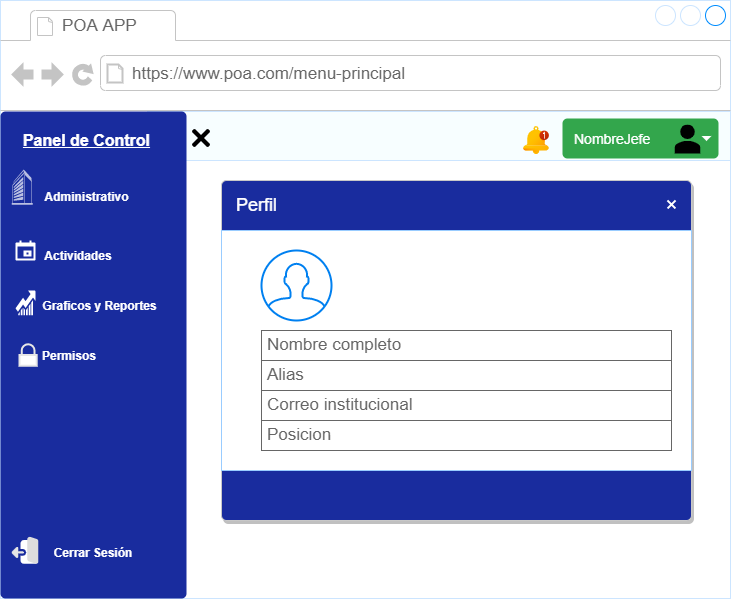 POA APP
https://www.poa.com/menu-principal
Panel de Control
1
NombreJefe
Administrativo
Perfil
Actividades
Graficos y Reportes
Permisos
Nombre completo
Alias
Correo institucional
Posicion
Cerrar Sesión